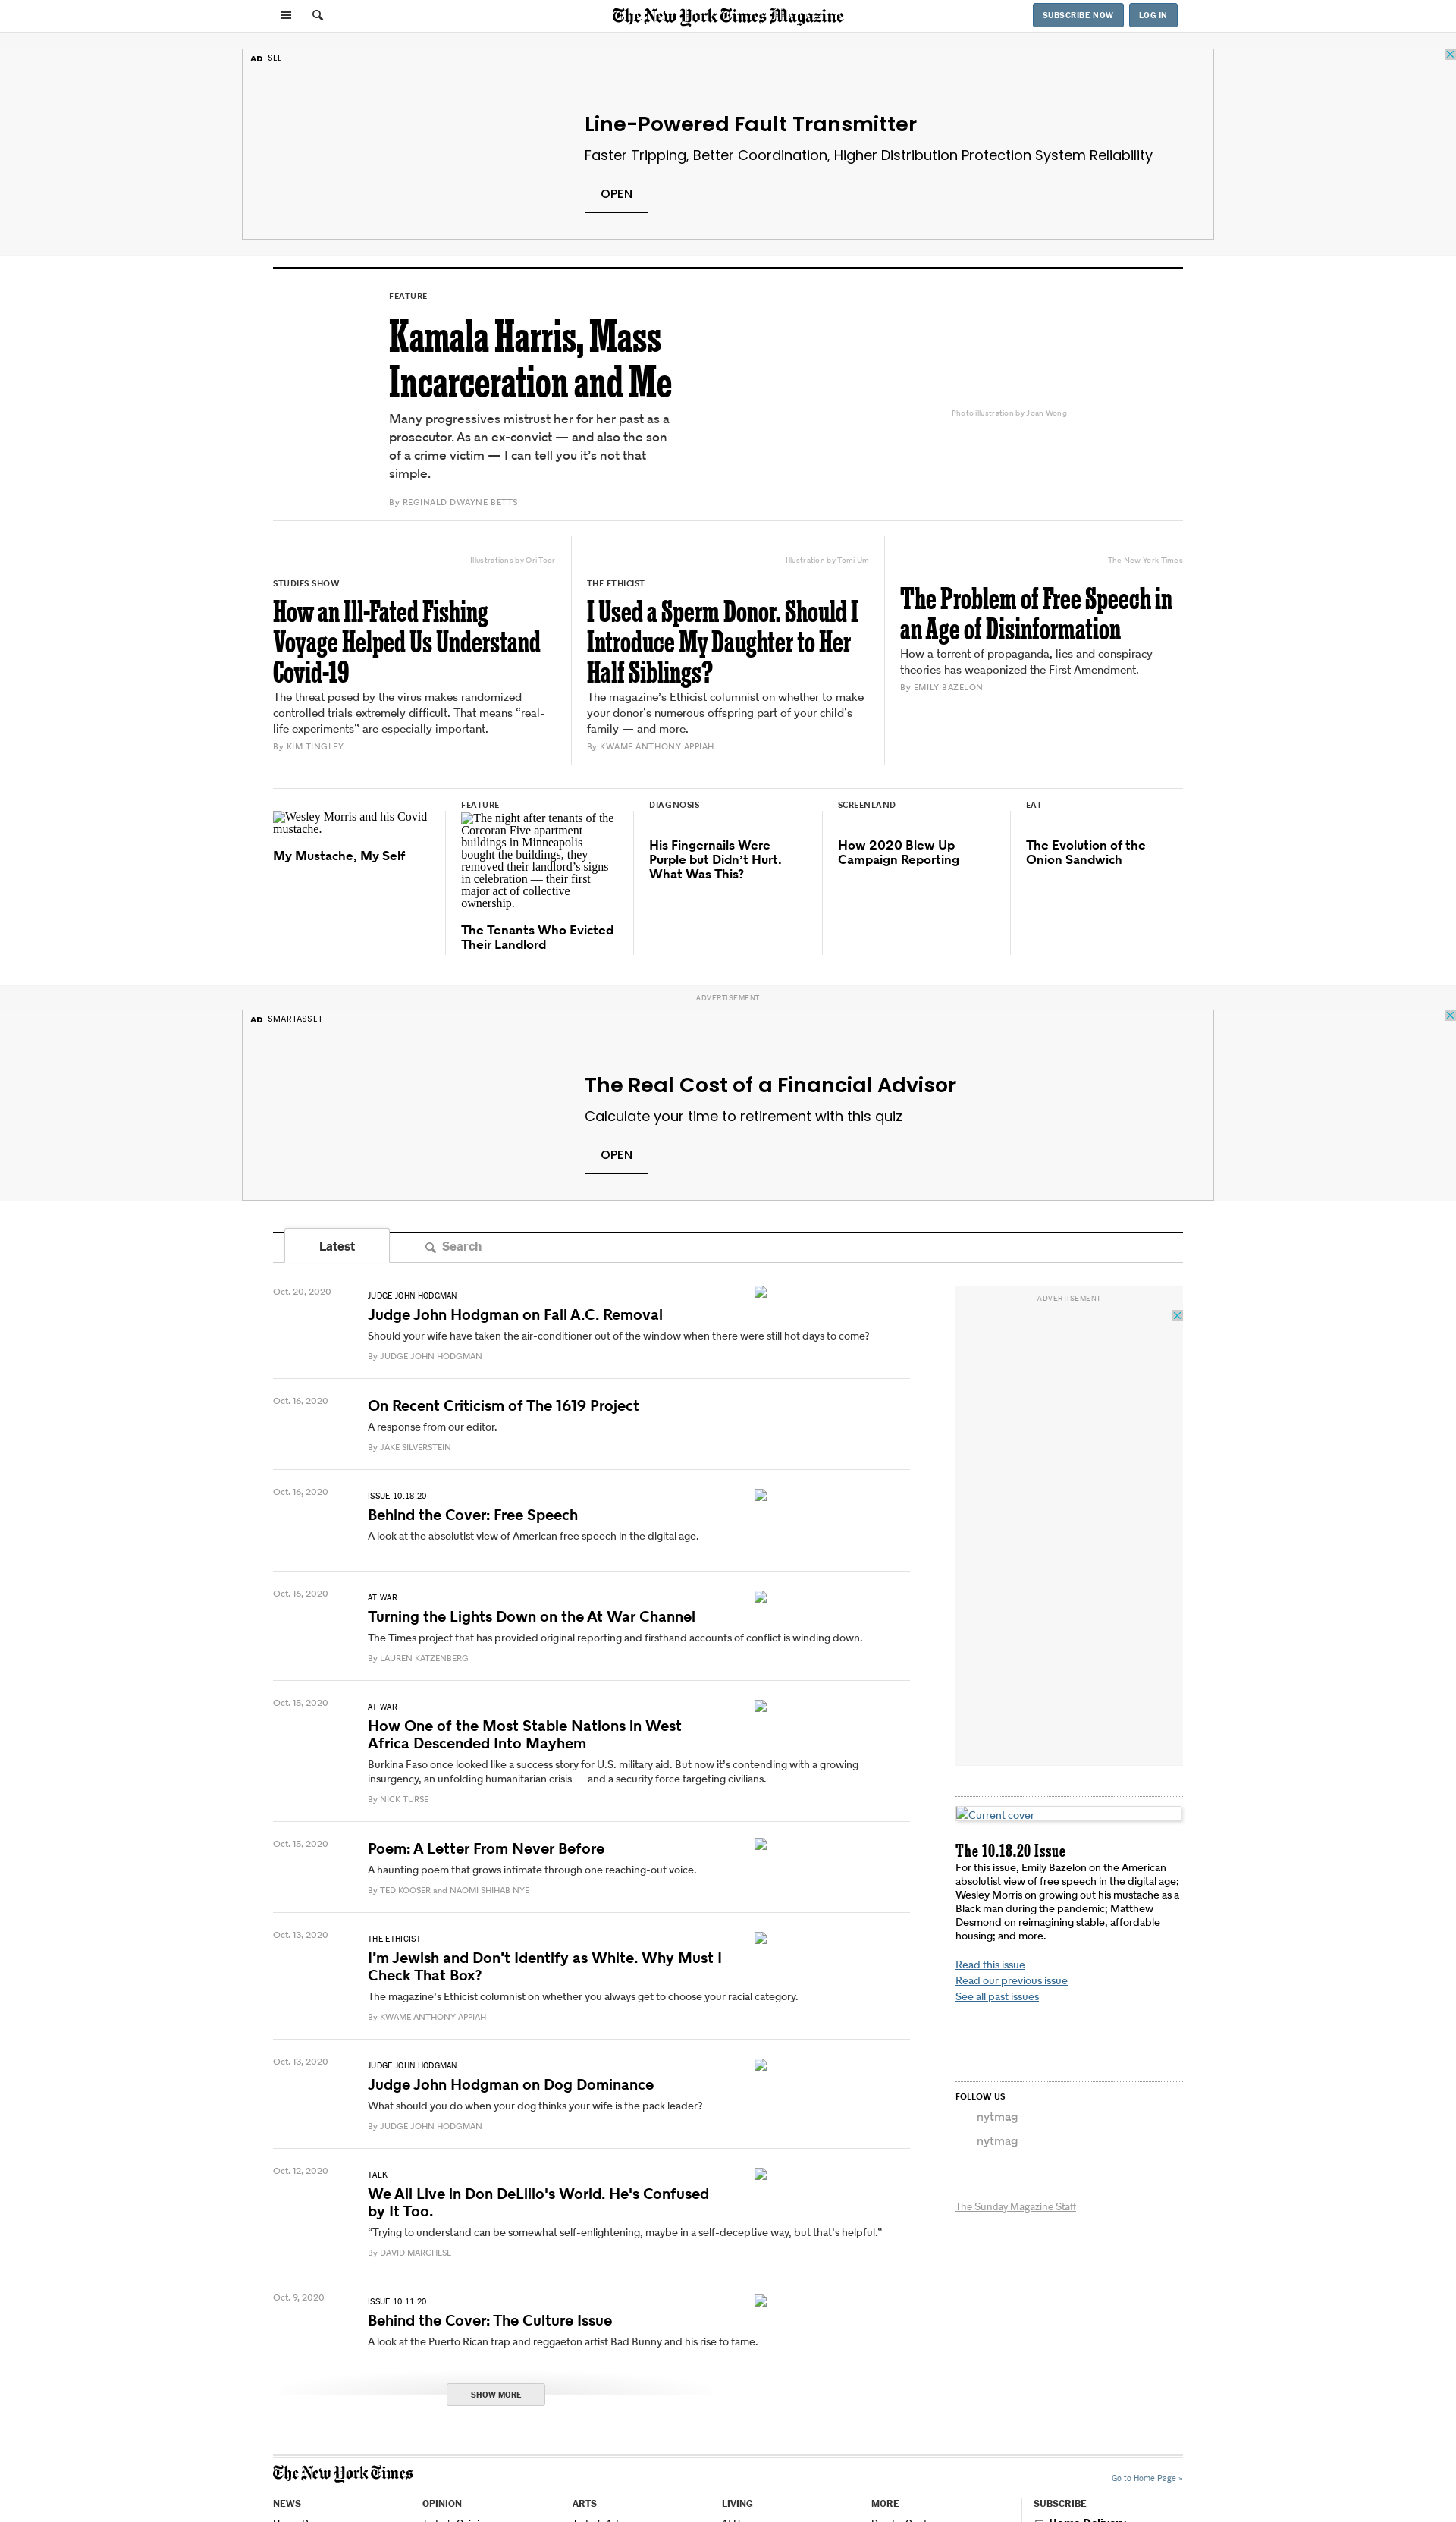 The New York Times Magazine
SUBSCRIBE NOW
LOG IN
AD SEL
Line-Powered Fault Transmitter
Faster Tripping, Better Coordination, Higher Distribution Protection System Reliability
OPEN
FEATURE
Kamala Harris, Mass
Incarceration and Me
Many progressives mistrust her for her past as a
prosecutor. As an ex-convict — and also the son
of a crime victim — I can tell you it's not that
simple.
By REGINALD DWAYNE BETTS
Photo illustration by Joan Wong
Illustrations by Ori Toor
STUDIES SHOW
How an Ill-Fated Fishing
Voyage Helped Us Understand
Covid-19
The threat posed by the virus makes randomized
controlled trials extremely difficult. That means “real-
life experiments” are especially important.
By KIM TINGLEY
Illustration by Tomi Um
THE ETHICIST
I Used a Sperm Donor. Should I
Introduce My Daughter to Her
Half Siblings?
The magazine's Ethicist columnist on whether to make
your donor's numerous offspring part of your child's
family — and more.
By KWAME ANTHONY APPIAH
The New York Times
The Problem of Free Speech in
an Age of Disinformation
How a torrent of propaganda, lies and conspiracy
theories has weaponized the First Amendment.
By EMILY BAZELON
Wesley Morris and his Covid
mustache.
My Mustache, My Self
FEATURE
The night after tenants of the
Corcoran Five apartment
buildings in Minneapolis
bought the buildings, they
removed their landlord's signs
in celebration — their first
major act of collective
ownership.
The Tenants Who Evicted
Their Landlord
DIAGNOSIS
His Fingernails Were
Purple but Didn't Hurt.
What Was This?
SCREENLAND
How 2020 Blew Up
Campaign Reporting
EAT
The Evolution of the
Onion Sandwich
ADVERTISEMENT
AD SMARTASSET
The Real Cost of a Financial Advisor
Calculate your time to retirement with this quiz
OPEN
Latest
Search
Oct. 20, 2020
JUDGE JOHN HODGMAN
Judge John Hodgman on Fall A.C. Removal
Should your wife have taken the air-conditioner out of the window when there were still hot days to come?
By JUDGE JOHN HODGMAN
Oct. 16, 2020
On Recent Criticism of The 1619 Project
A response from our editor.
By JAKE SILVERSTEIN
Oct. 16, 2020
ISSUE 10.18.20
Behind the Cover: Free Speech
A look at the absolutist view of American free speech in the digital age.
Oct. 16, 2020
AT WAR
Turning the Lights Down on the At War Channel
The Times project that has provided original reporting and firsthand accounts of conflict is winding down.
By LAUREN KATZENBERG
Oct. 15, 2020
AT WAR
How One of the Most Stable Nations in West
Africa Descended Into Mayhem
Burkina Faso once looked like a success story for U.S. military aid. But now it's contending with a growing
insurgency, an unfolding humanitarian crisis — and a security force targeting civilians.
By NICK TURSE
Oct. 15, 2020
Poem: A Letter From Never Before
A haunting poem that grows intimate through one reaching-out voice.
By TED KOOSER and NAOMI SHIHAB NYE
Oct. 13, 2020
THE ETHICIST
I'm Jewish and Don't Identify as White. Why Must I
Check That Box?
The magazine's Ethicist columnist on whether you always get to choose your racial category.
By KWAME ANTHONY APPIAH
Oct. 13, 2020
JUDGE JOHN HODGMAN
Judge John Hodgman on Dog Dominance
What should you do when your dog thinks your wife is the pack leader?
By JUDGE JOHN HODGMAN
Oct. 12, 2020
TALK
We All Live in Don DeLillo's World. He's Confused
by It Too.
“Trying to understand can be somewhat self-enlightening, maybe in a self-deceptive way, but that's helpful.”
By DAVID MARCHESE
Oct. 9, 2020
ISSUE 10.11.20
Behind the Cover: The Culture Issue
A look at the Puerto Rican trap and reggaeton artist Bad Bunny and his rise to fame.
SHOW MORE
ADVERTISEMENT
Current cover
The 10.18.20 Issue
For this issue, Emily Bazelon on the American
absolutist view of free speech in the digital age;
Wesley Morris on growing out his mustache as a
Black man during the pandemic; Matthew
Desmond on reimagining stable, affordable
housing; and more.
Read this issue
Read our previous issue
See all past issues
FOLLOW US
nytmag
nytmag
The Sunday Magazine Staff
The New York Times
Go to Home Page »
NEWS
OPINION
ARTS
LIVING
MORE
SUBSCRIBE